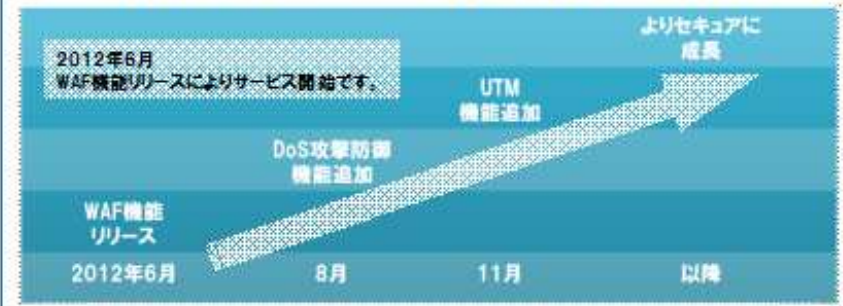 2012年6月
WAF機能リリースによりサービス開始です。
よりセキュアに
成長
UTM
機能追加
DoS攻撃防御
機能追加
WAF機能
リリース
2012年6月
8月
11月
以降